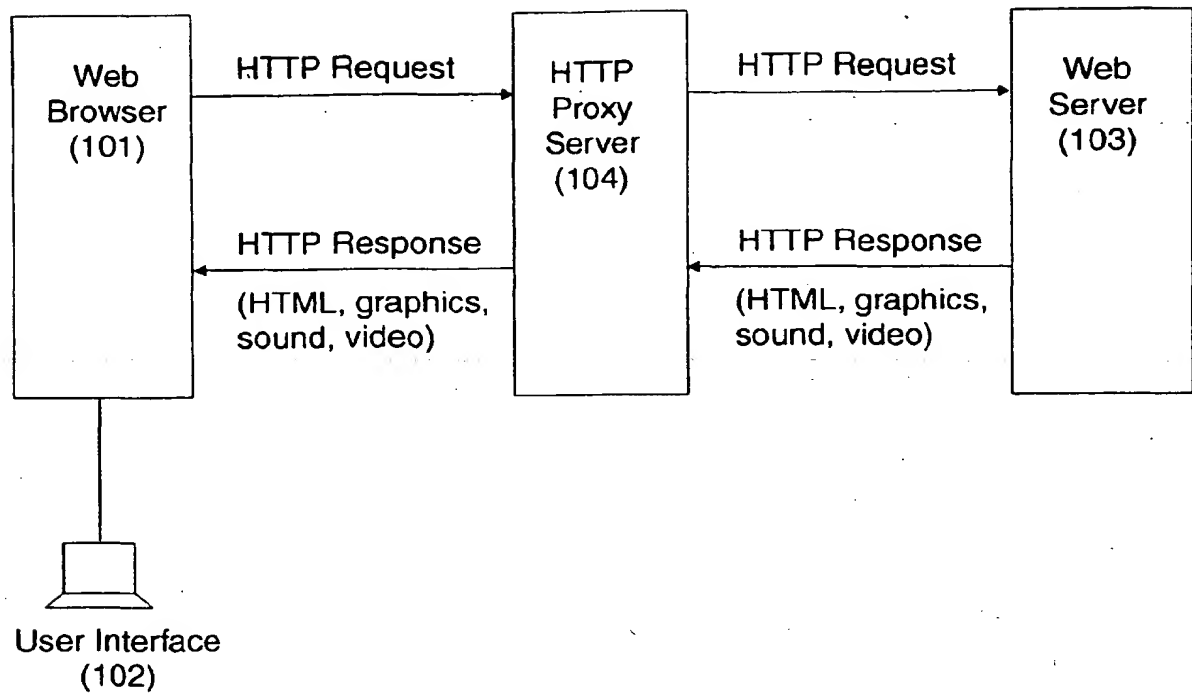 Web
Browser
(101)
HTTP Request
HTTP
Proxy
Server
(104)
HTTP Request
Web
Server
(103)
HTTP Response
(HTML, graphics,
sound, video)
HTTP Response
(HTML, graphics,
sound, video)
User Interface
(102)